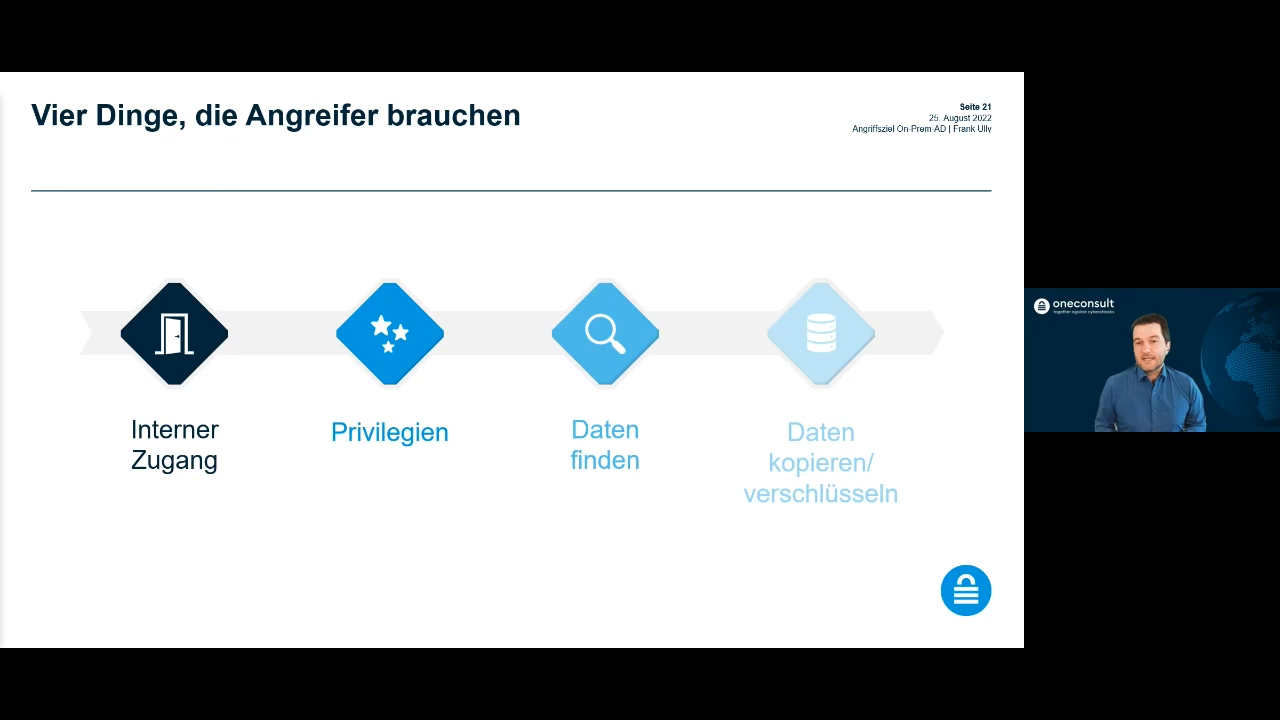 Vier Dinge, die Angreifer brauchen
Seite 21
25. August 2022
Angriffsziel On-Prem-AD | Frank Ully
Interner
Zugang
Privilegien
Daten
finden
Daten
kopieren/
verschlüsseln
oneconsult
together against cyberattacks